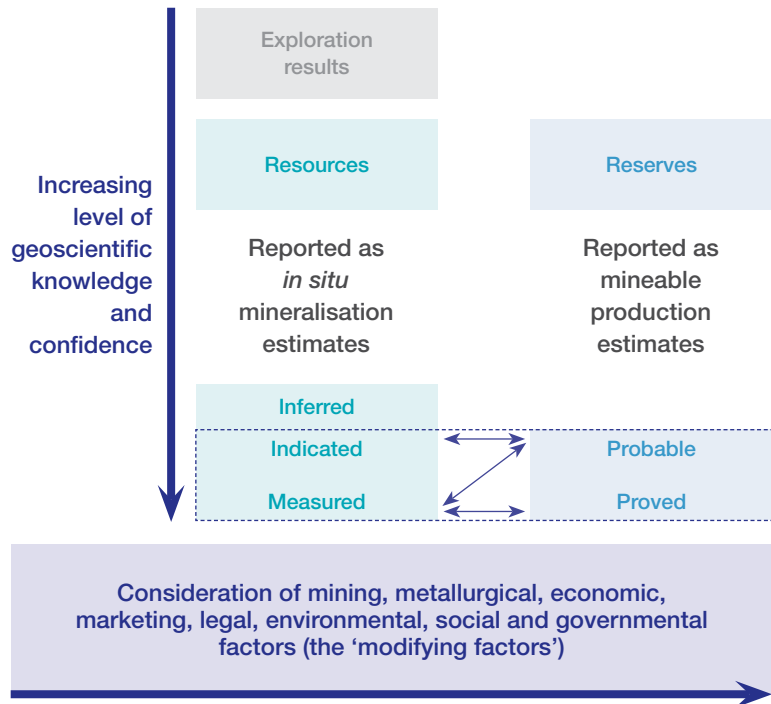 Exploration
results
Resources
Reserves
Increasing
level of
geoscientific
knowledge
and
confidence
Reported as
in situ
mineralisation
estimates
Reported as
mineable
production
estimates
Inferred
Indicated
Probable
Measured
Proved
Consideration of mining, metallurgical, economic,
marketing, legal, environmental, social and governmental
factors (the ‘modifying factors’)